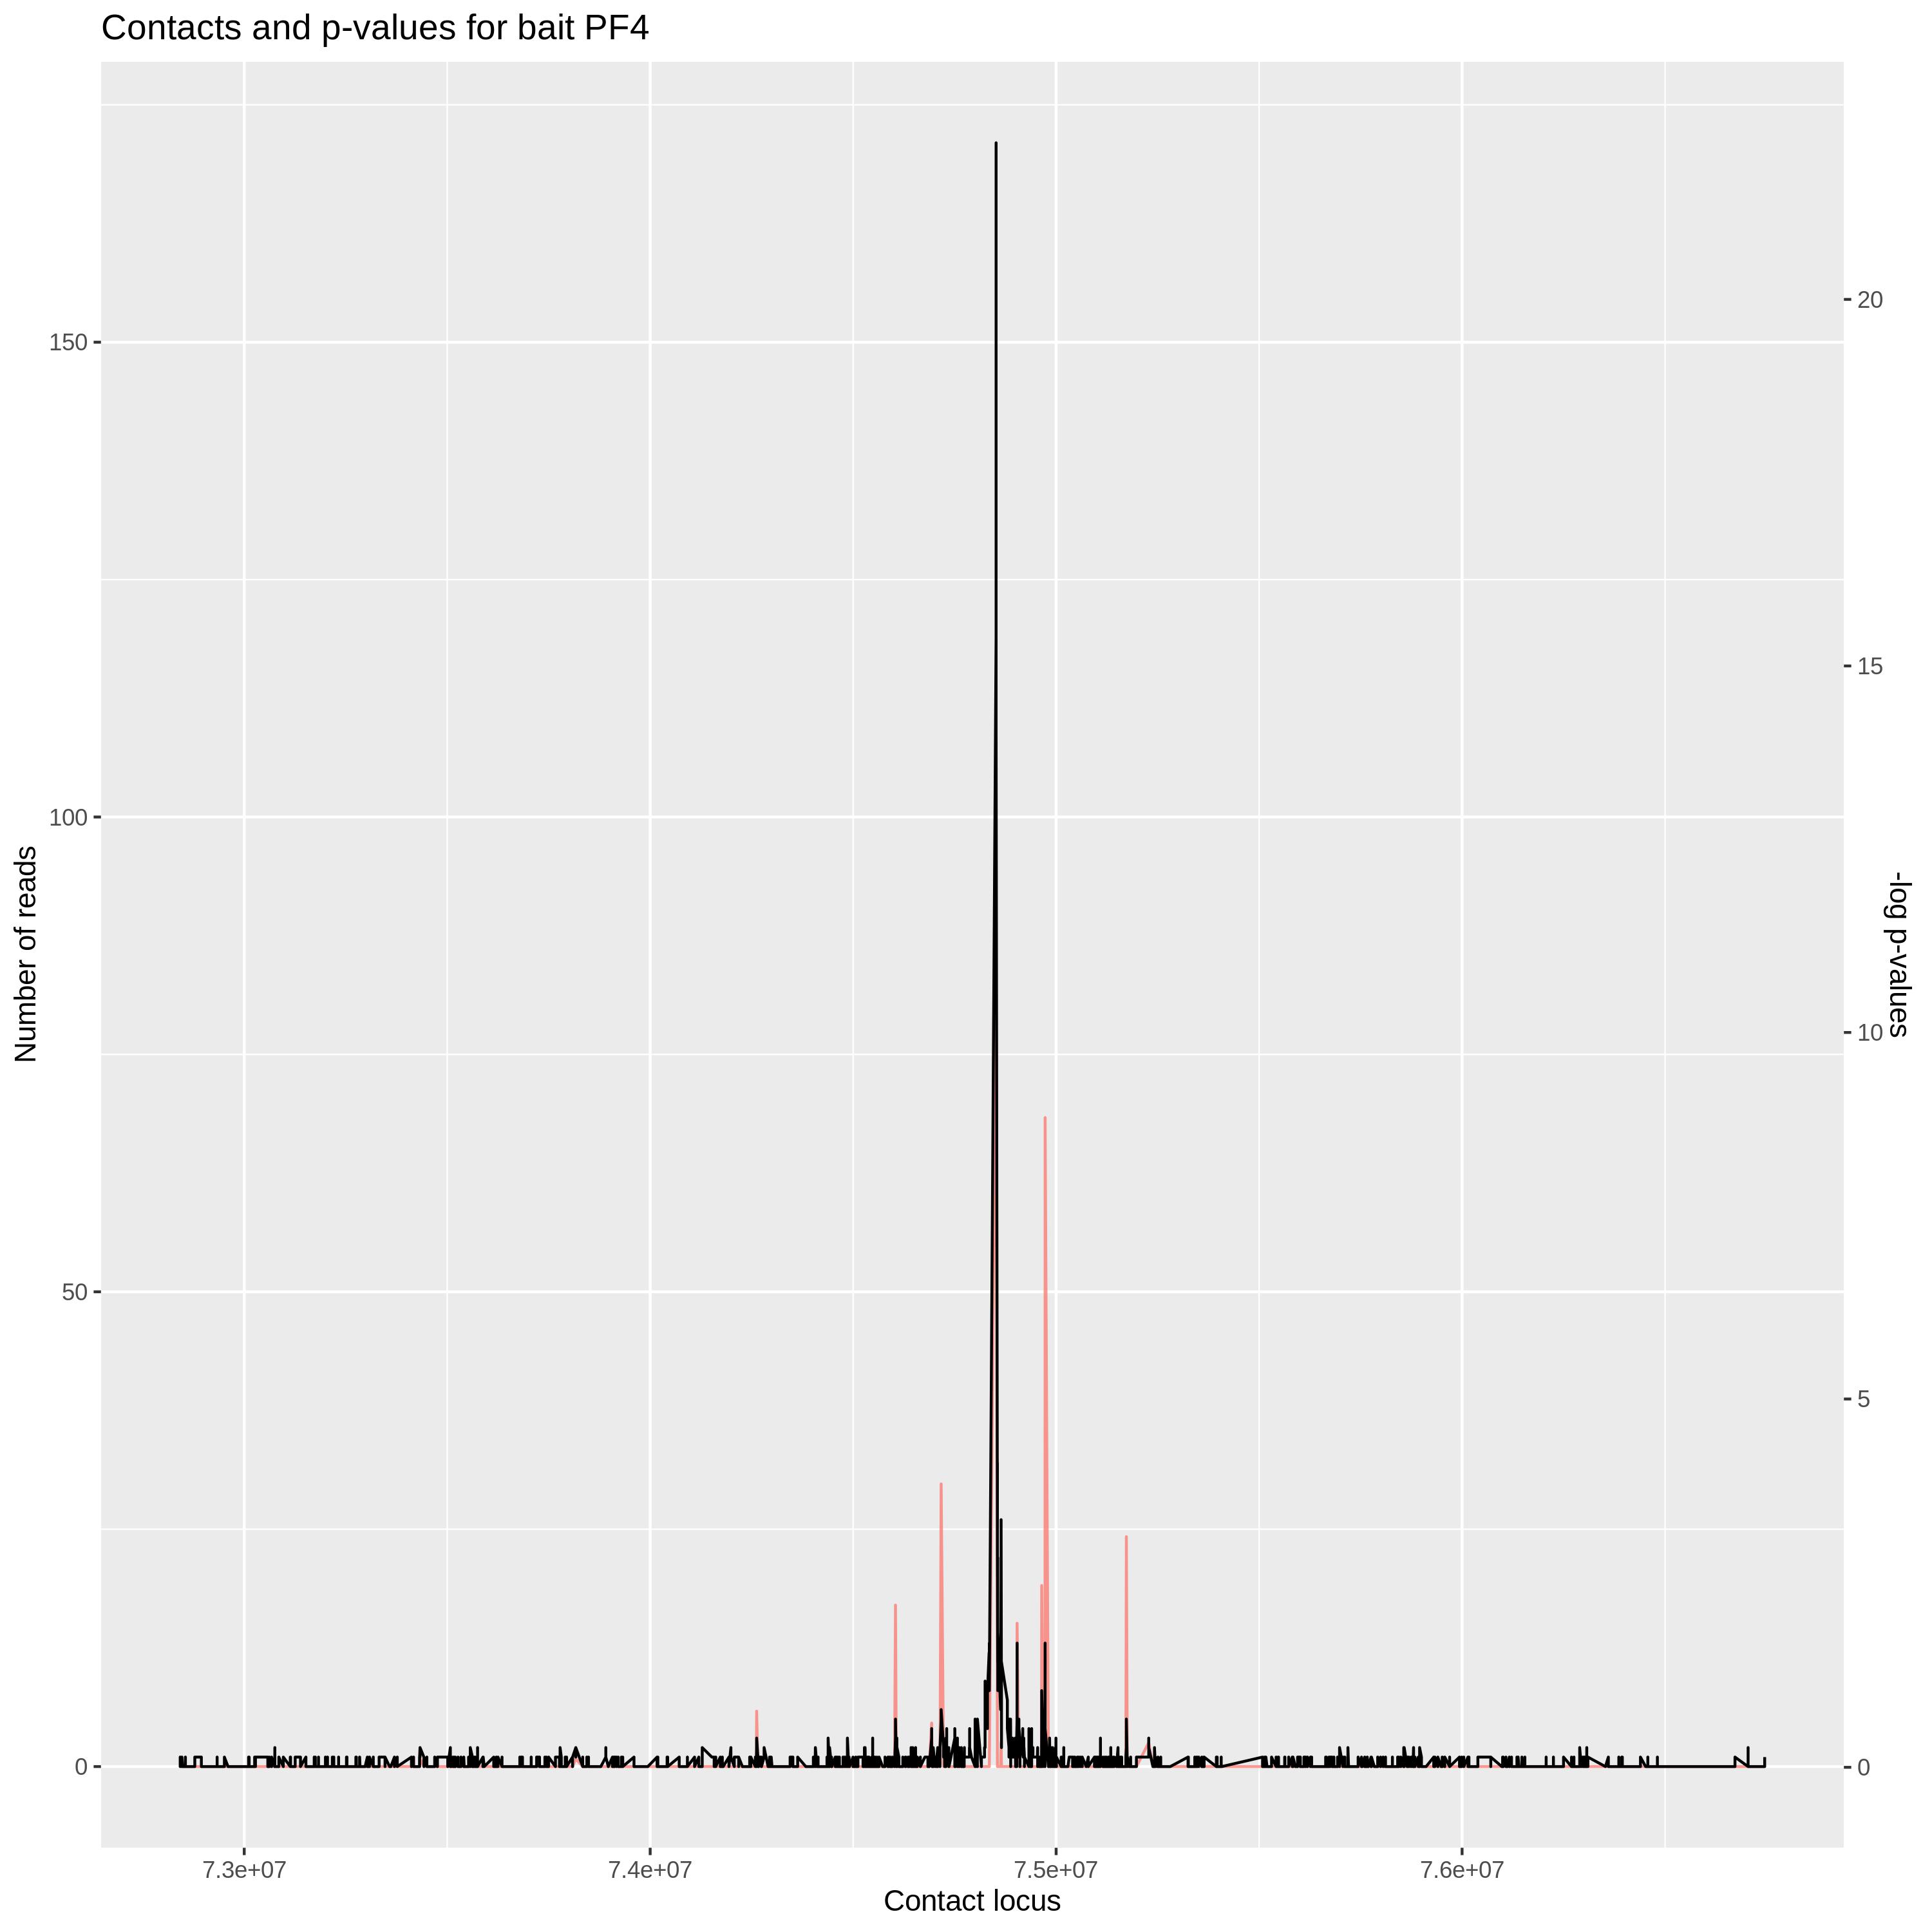 Contacts and p-values for bait PF4
150
100
50
0
20
15
10
5
0
Number of reads
-log p-values
7.3e+07
7.4e+07
7.5e+07
7.6e+07
Contact locus